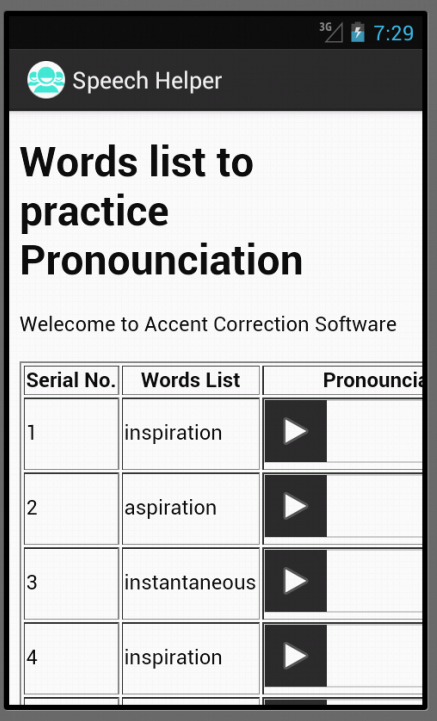 3G 7:29
Speech Helper
Words list to
practice
Pronounciation
Welecome to Accent Correction Software
Serial No. Words List Pronouncia
1 inspiration
2 aspiration
3 instantaneous
4 inspiration